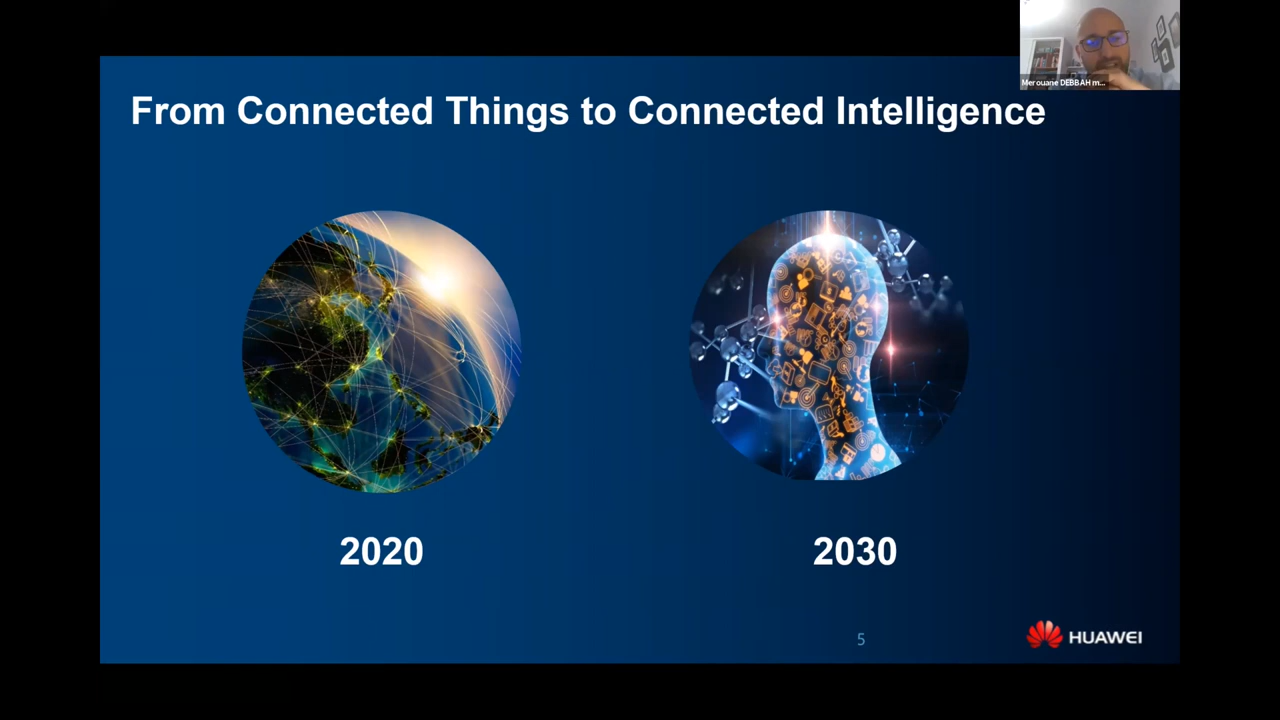 Merouane DEBBAH m...
From Connected Things to Connected Intelligence
2020
2030
5
HUAWEI